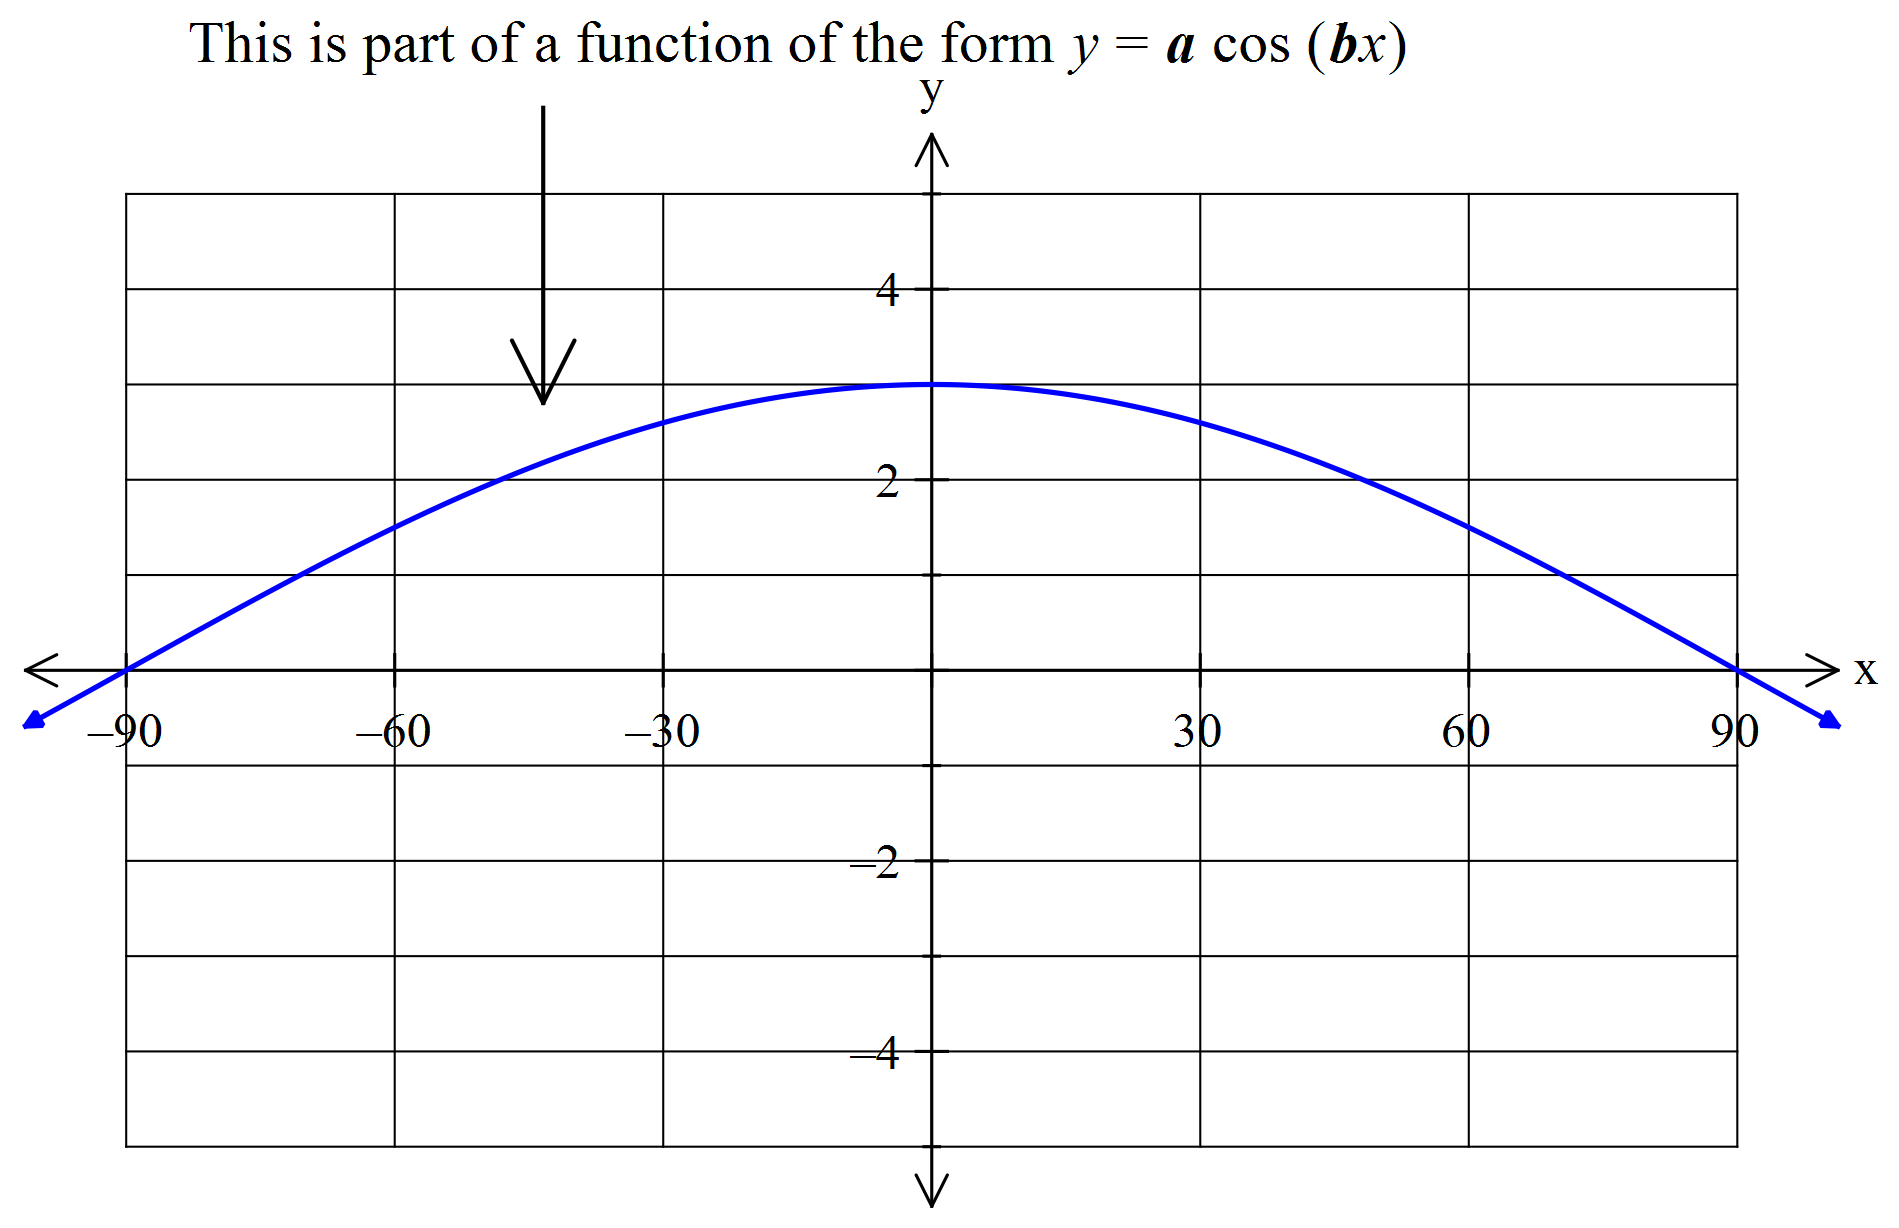 This is part of a function of the form y = a cos (bx)
y
4
2
x
–90 –60 –30 30 60 90
–2
–4